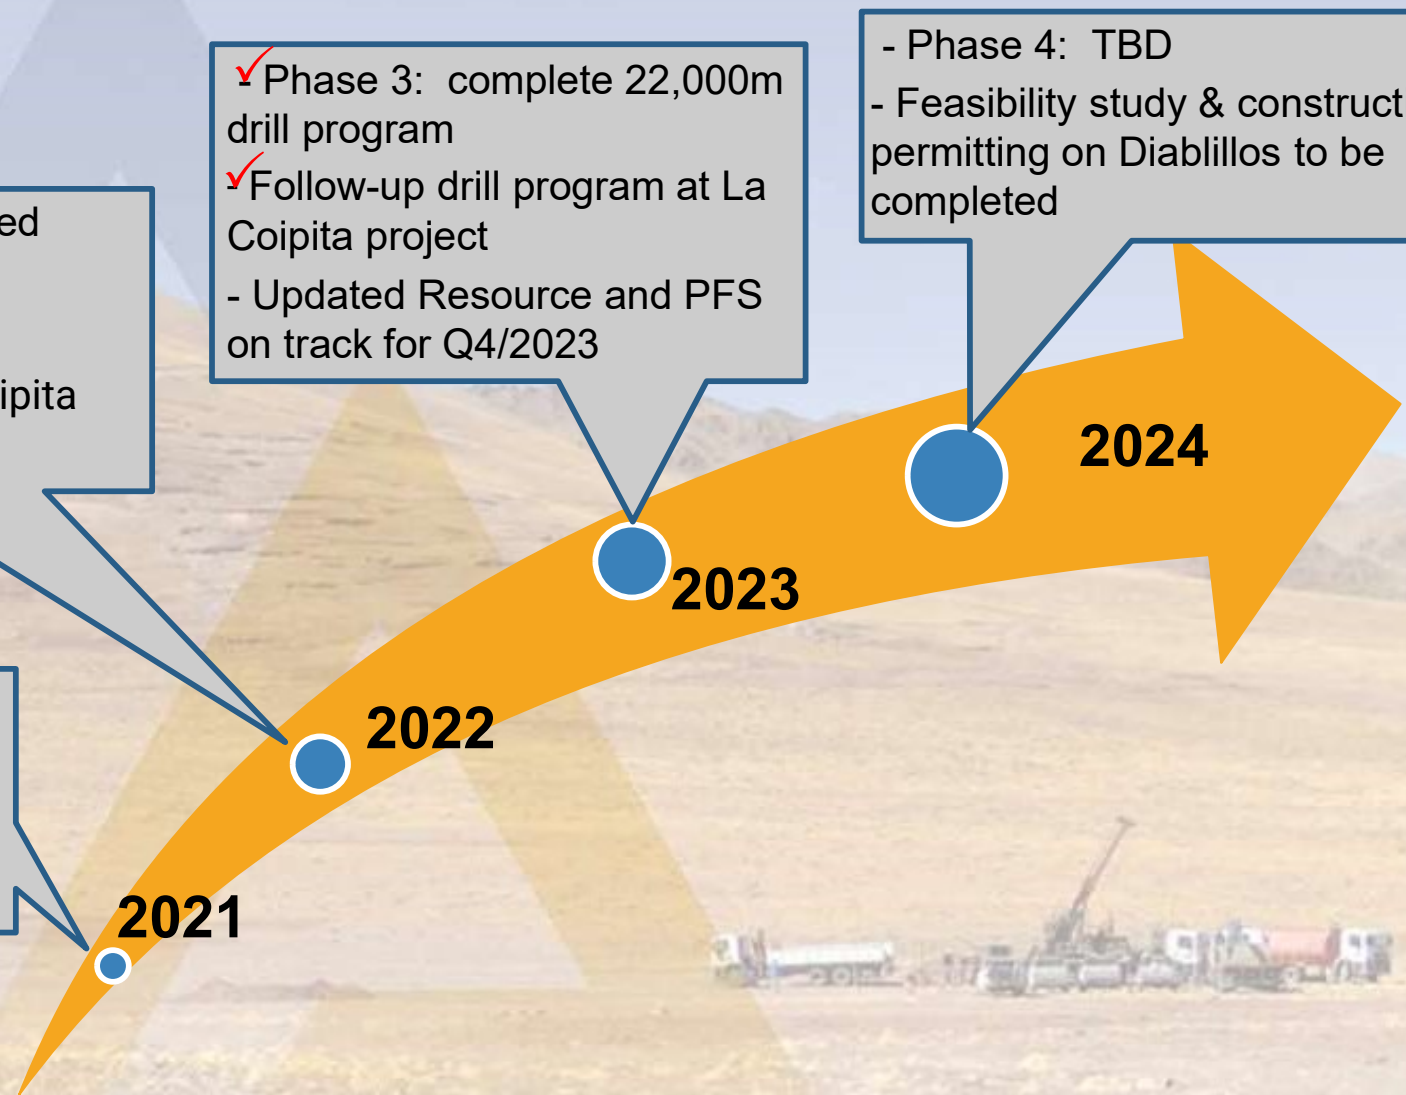 - Phase 4: TBD
- Feasibility study & construct
permitting on Diablillos to be
completed
- Phase 3: complete 22,000m
drill program
- Follow-up drill program at La
Coipita project
- Updated Resource and PFS
on track for Q4/2023
ed
ipita
2024
2023
2022
2021